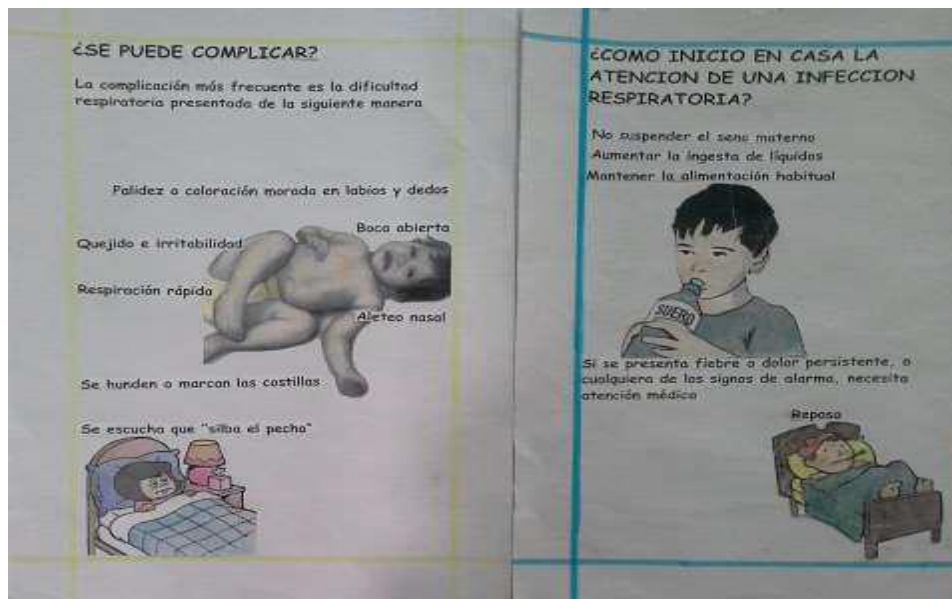 ¿SE PUEDE COMPLICAR?
La complicación más frecuente es la dificultad
respiratoria presentada de la siguiente manera
Palidez o coloración morada en labios y dedos
Boca abierta
Quejido e irritabilidad
Respiración rápida
Aleteo nasal
Se hunden o marcan las costillas
Se escucha que "silba el pecho"
¿COMO INICIO EN CASA LA
ATENCION DE UNA INFECCION
RESPIRATORIA?
No suspender el seno materno
Aumentar la ingesta de líquidos
Mantener la alimentación habitual
SUERO
Si se presenta fiebre o dolor persistente, o
cualquiera de los signos de alarma, necesita
atención médica
Reposo